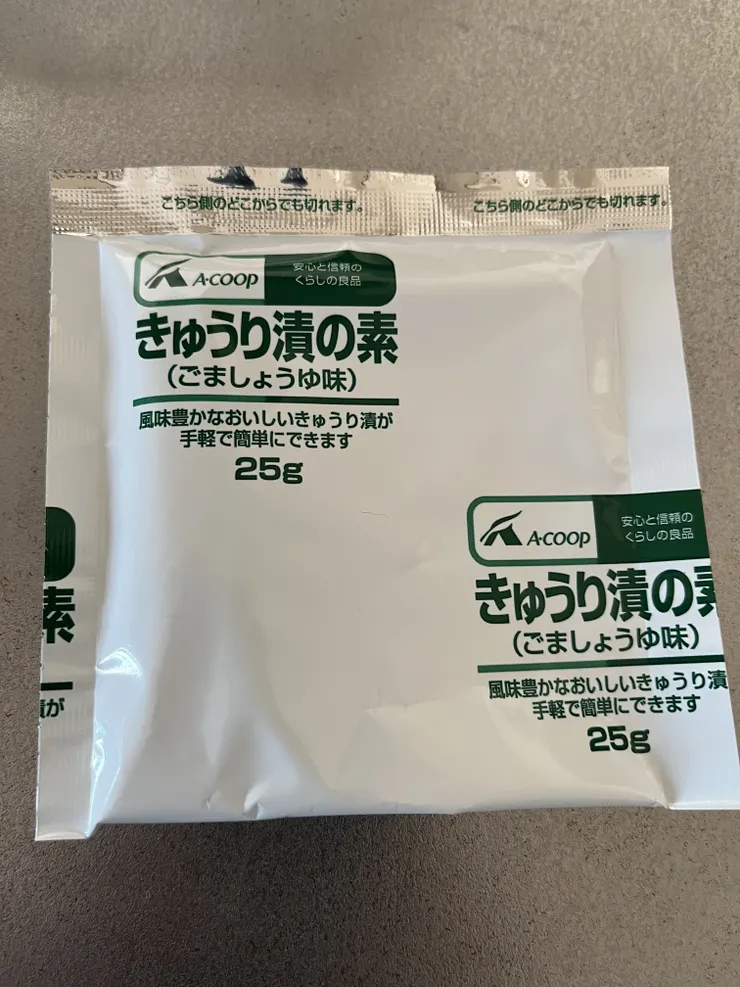 こちら側のどこからでも切れます。
こちら側のどこからでも切れます。
A·COOP
安心と信頼の
くらしの良品
きゅうり漬の素
(ごましょうゆ味)
風味豊かなおいしいきゅうり漬が
手軽で簡単にできます
25g
A·COOP
安心と信頼の
くらしの良品
きゅうり漬の素
(ごましょうゆ味)
風味豊かなおいしいきゅうり漬
手軽で簡単にできます
25g
素
漬が